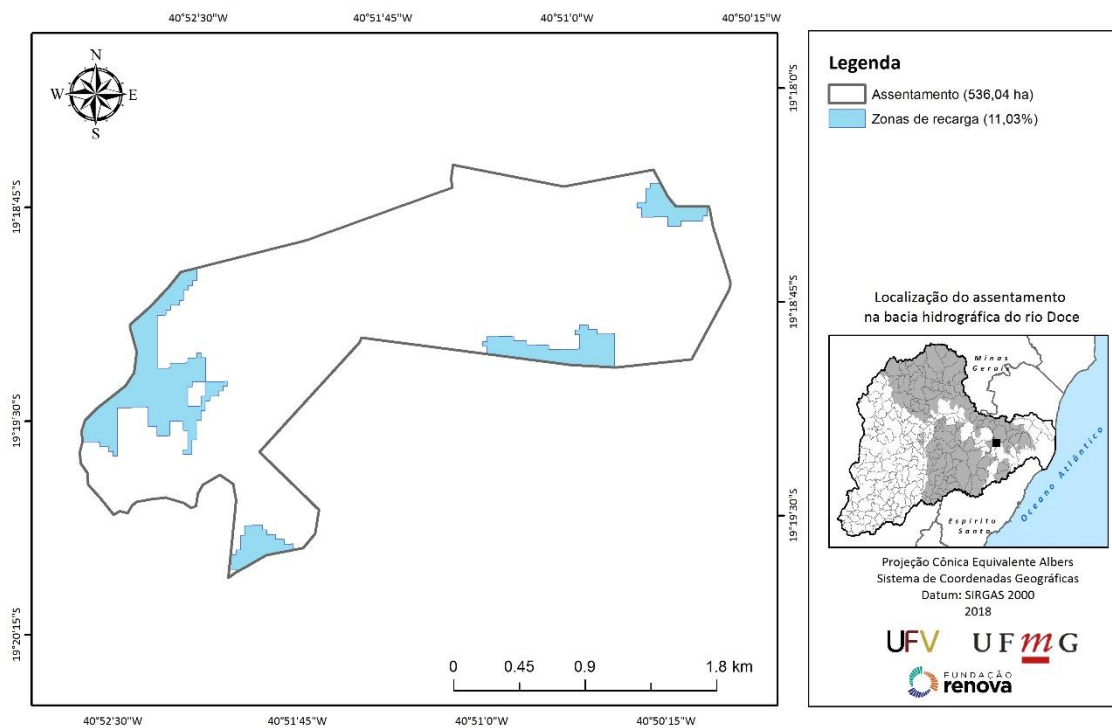 40°52'30"W 40°51'45"W 40°51'0"W 40°50'15"W
N
W E
S
19°18'45"S
19°19'30"S
19°20'15"S
19°18'0"S
19°18'45"S
19°19'30"S
0 0.45 0.9 1.8 km
40°52'30"W 40°51'45"W 40°51'0"W 40°50'15"W
Legenda
Assentamento (536,04 ha)
Zonas de recarga (11,03%)
Localização do assentamento
na bacia hidrográfica do rio Doce
Minas
Gerais
Oceano Atlântico
Espírito
Santo
Projeção Cônica Equivalente Albers
Sistema de Coordenadas Geográficas
Datum: SIRGAS 2000
2018
UFV UFmG
FUNDAÇÃO
renova